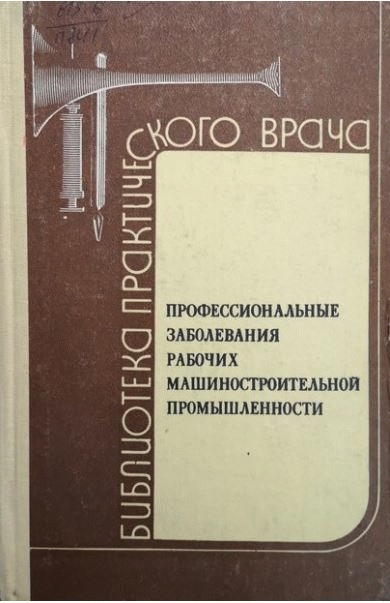 БИБЛИОТЕКА ПРАКТИЧЕСКОГО ВРАЧА
ПРОФЕССИОНАЛЬНЫЕ
ЗАБОЛЕВАНИЯ
РАБОЧИХ
МАШИНОСТРОИТЕЛЬНОЙ
ПРОМЫШЛЕННОСТИ